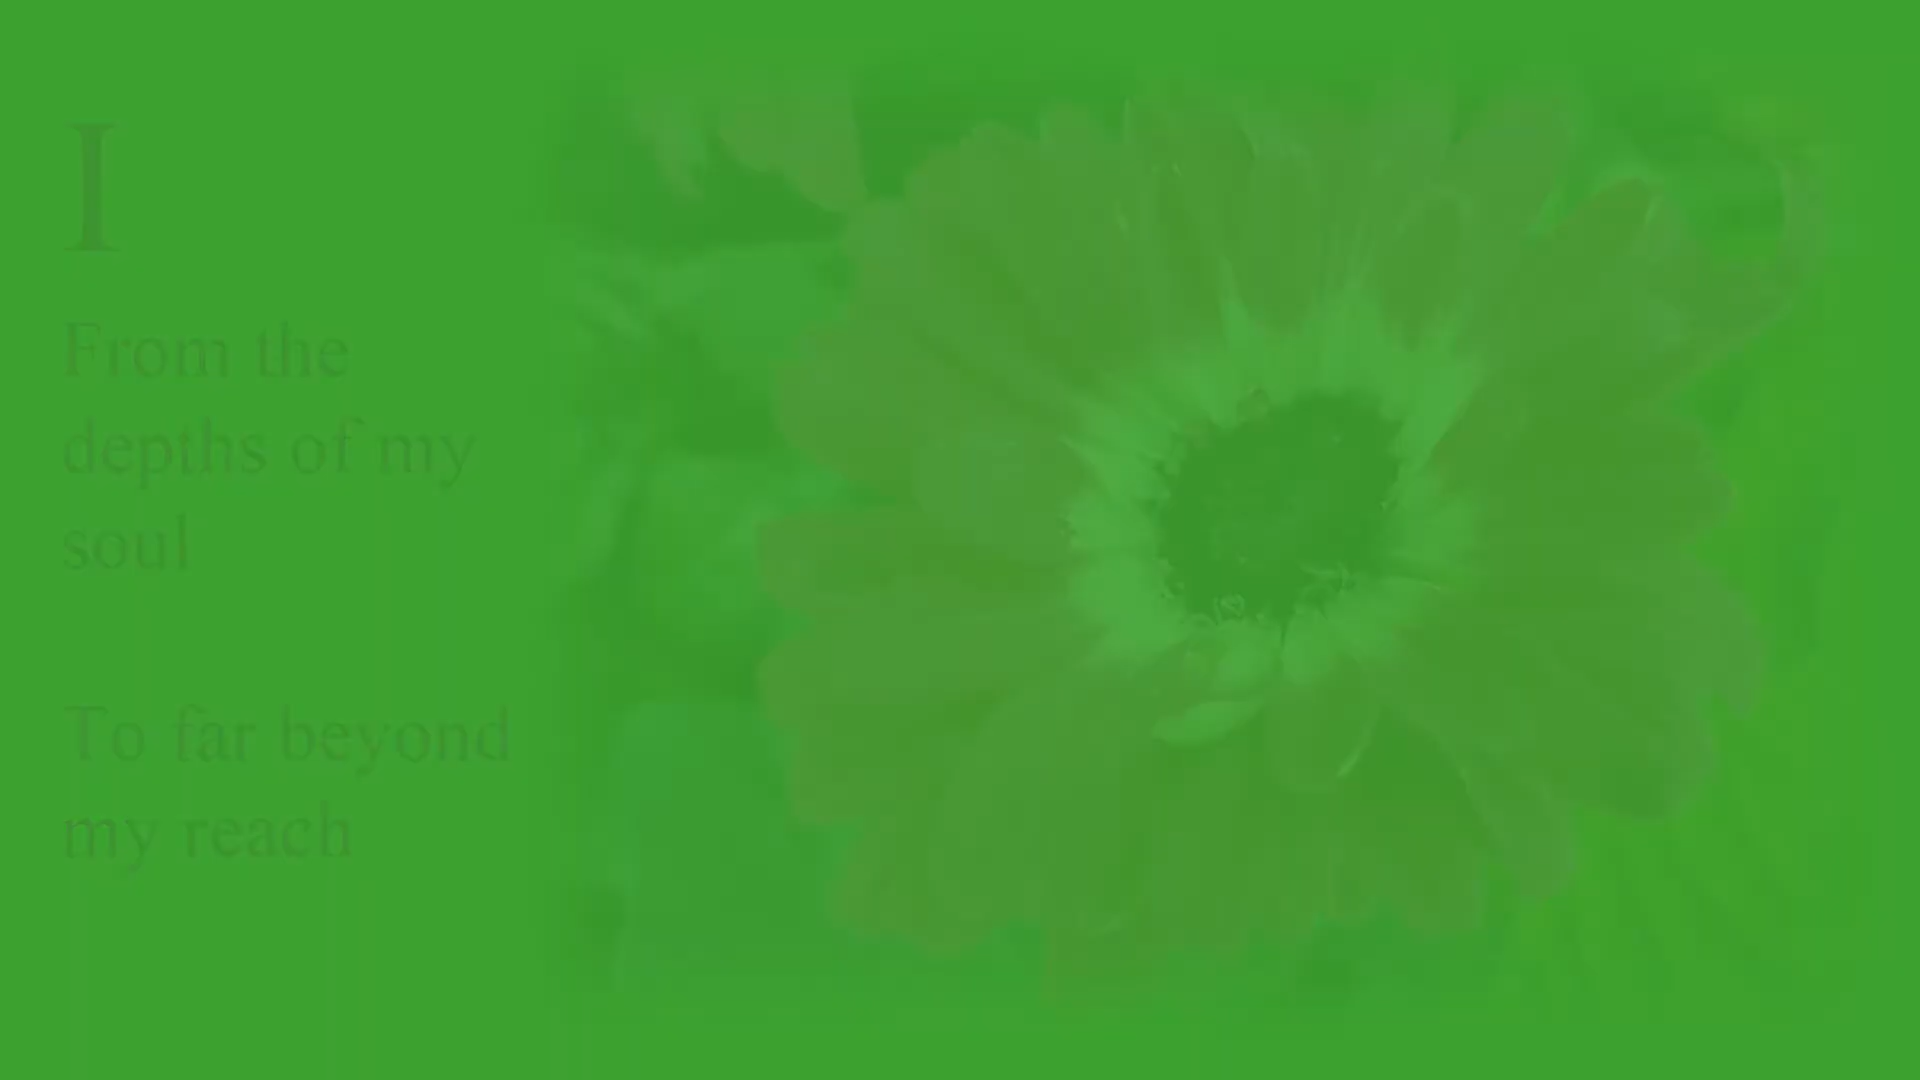 I
From the
depths of my
soul
To far beyond
my reach